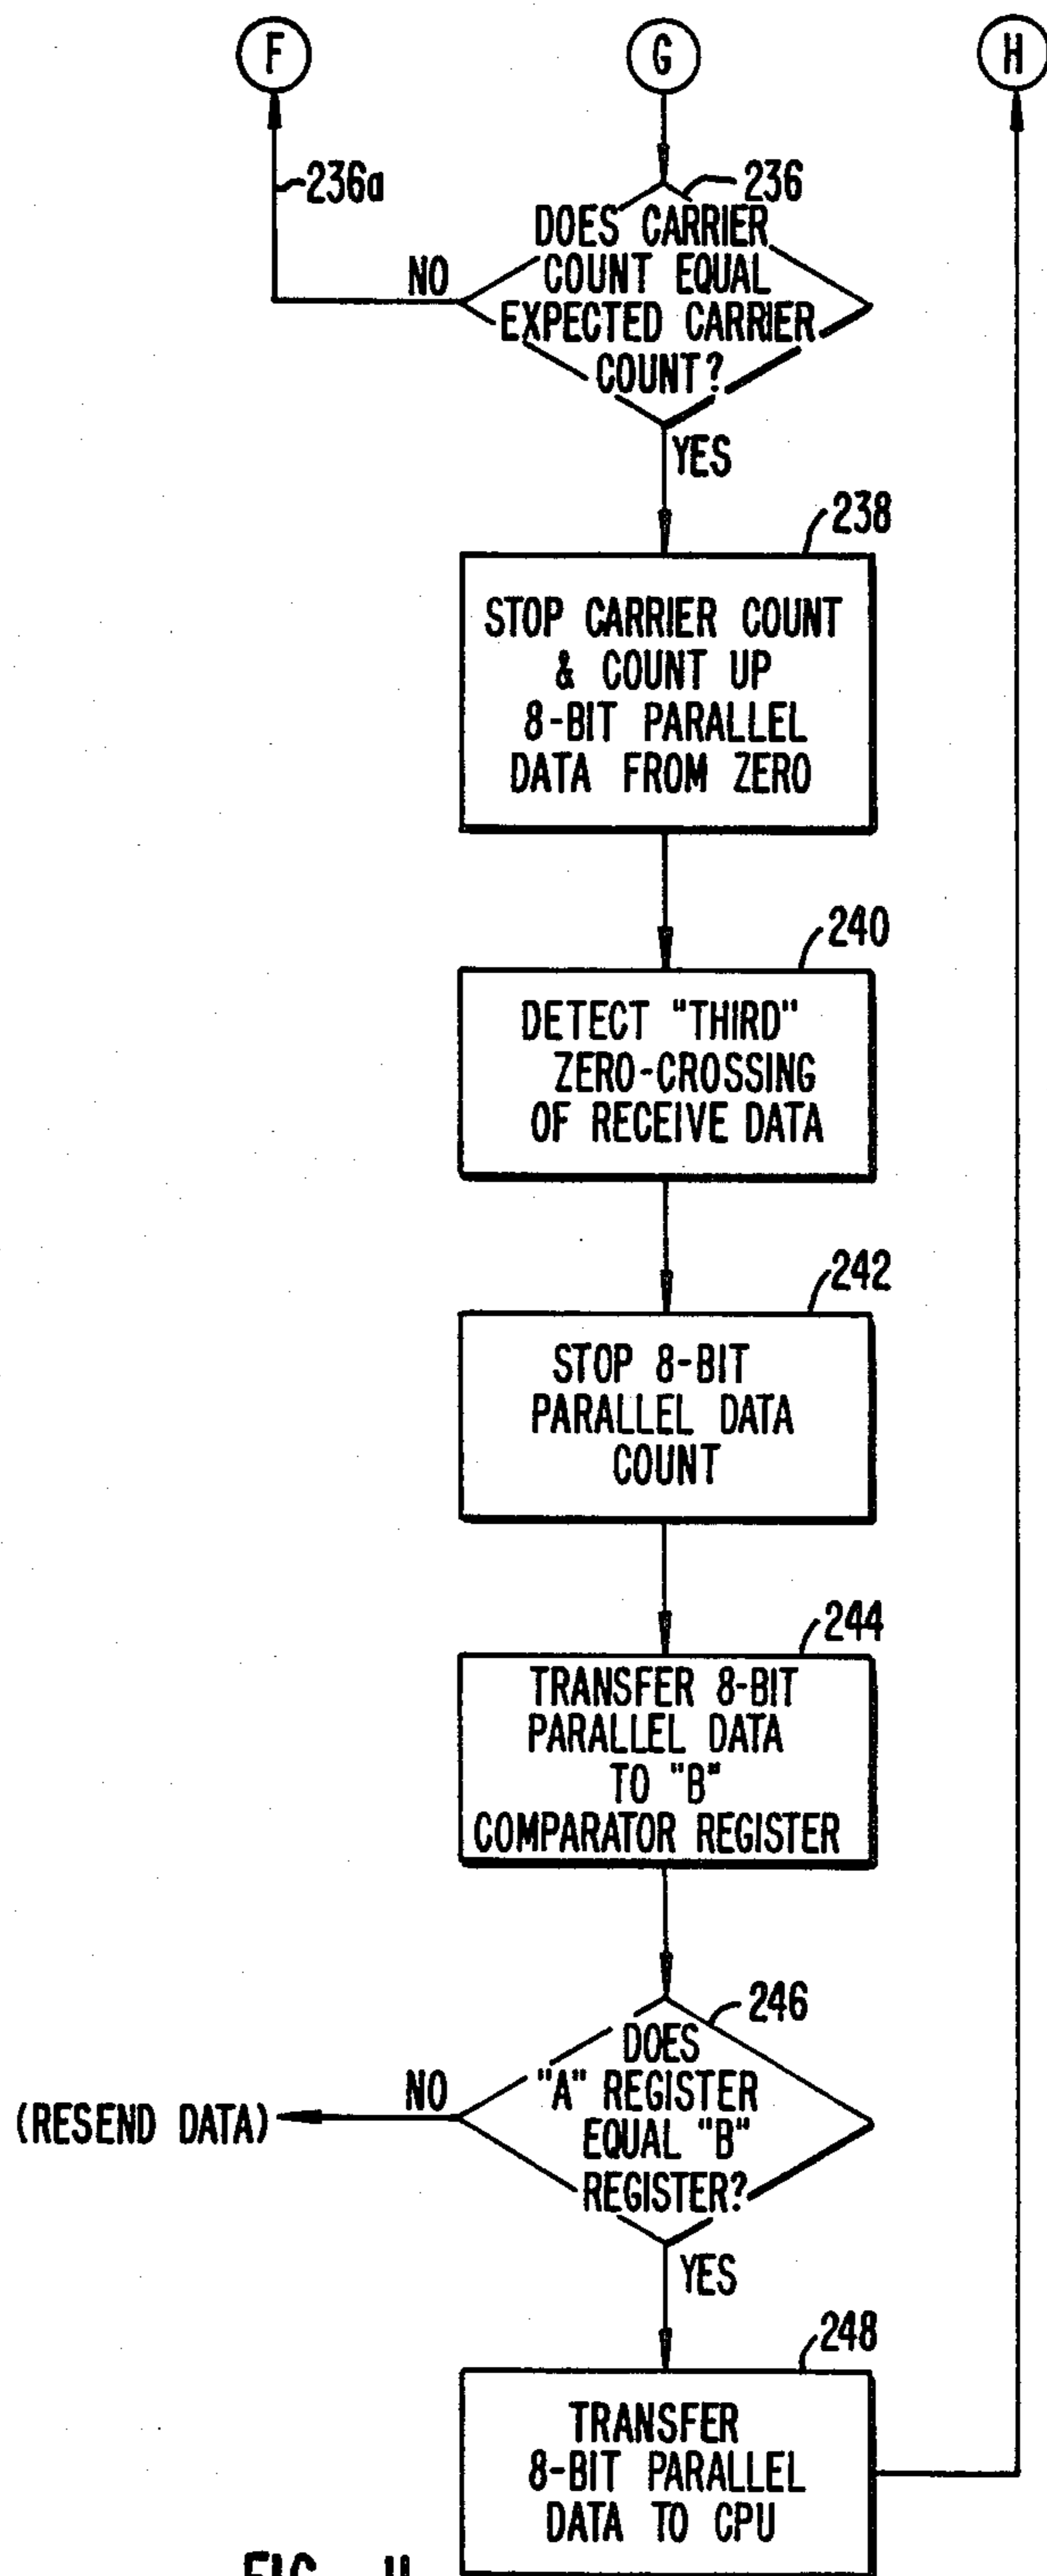 F
G
H
236a
236
DOES CARRIER
COUNT EQUAL
EXPECTED CARRIER
COUNT?
NO
YES
238
STOP CARRIER COUNT
& COUNT UP
8-BIT PARALLEL
DATA FROM ZERO
240
DETECT "THIRD"
ZERO-CROSSING
OF RECEIVE DATA
242
STOP 8-BIT
PARALLEL DATA
COUNT
244
TRANSFER 8-BIT
PARALLEL DATA
TO "B"
COMPARATOR REGISTER
246
DOES
"A" REGISTER
EQUAL "B"
REGISTER?
NO
(RESEND DATA)
YES
248
TRANSFER
8-BIT PARALLEL
DATA TO CPU